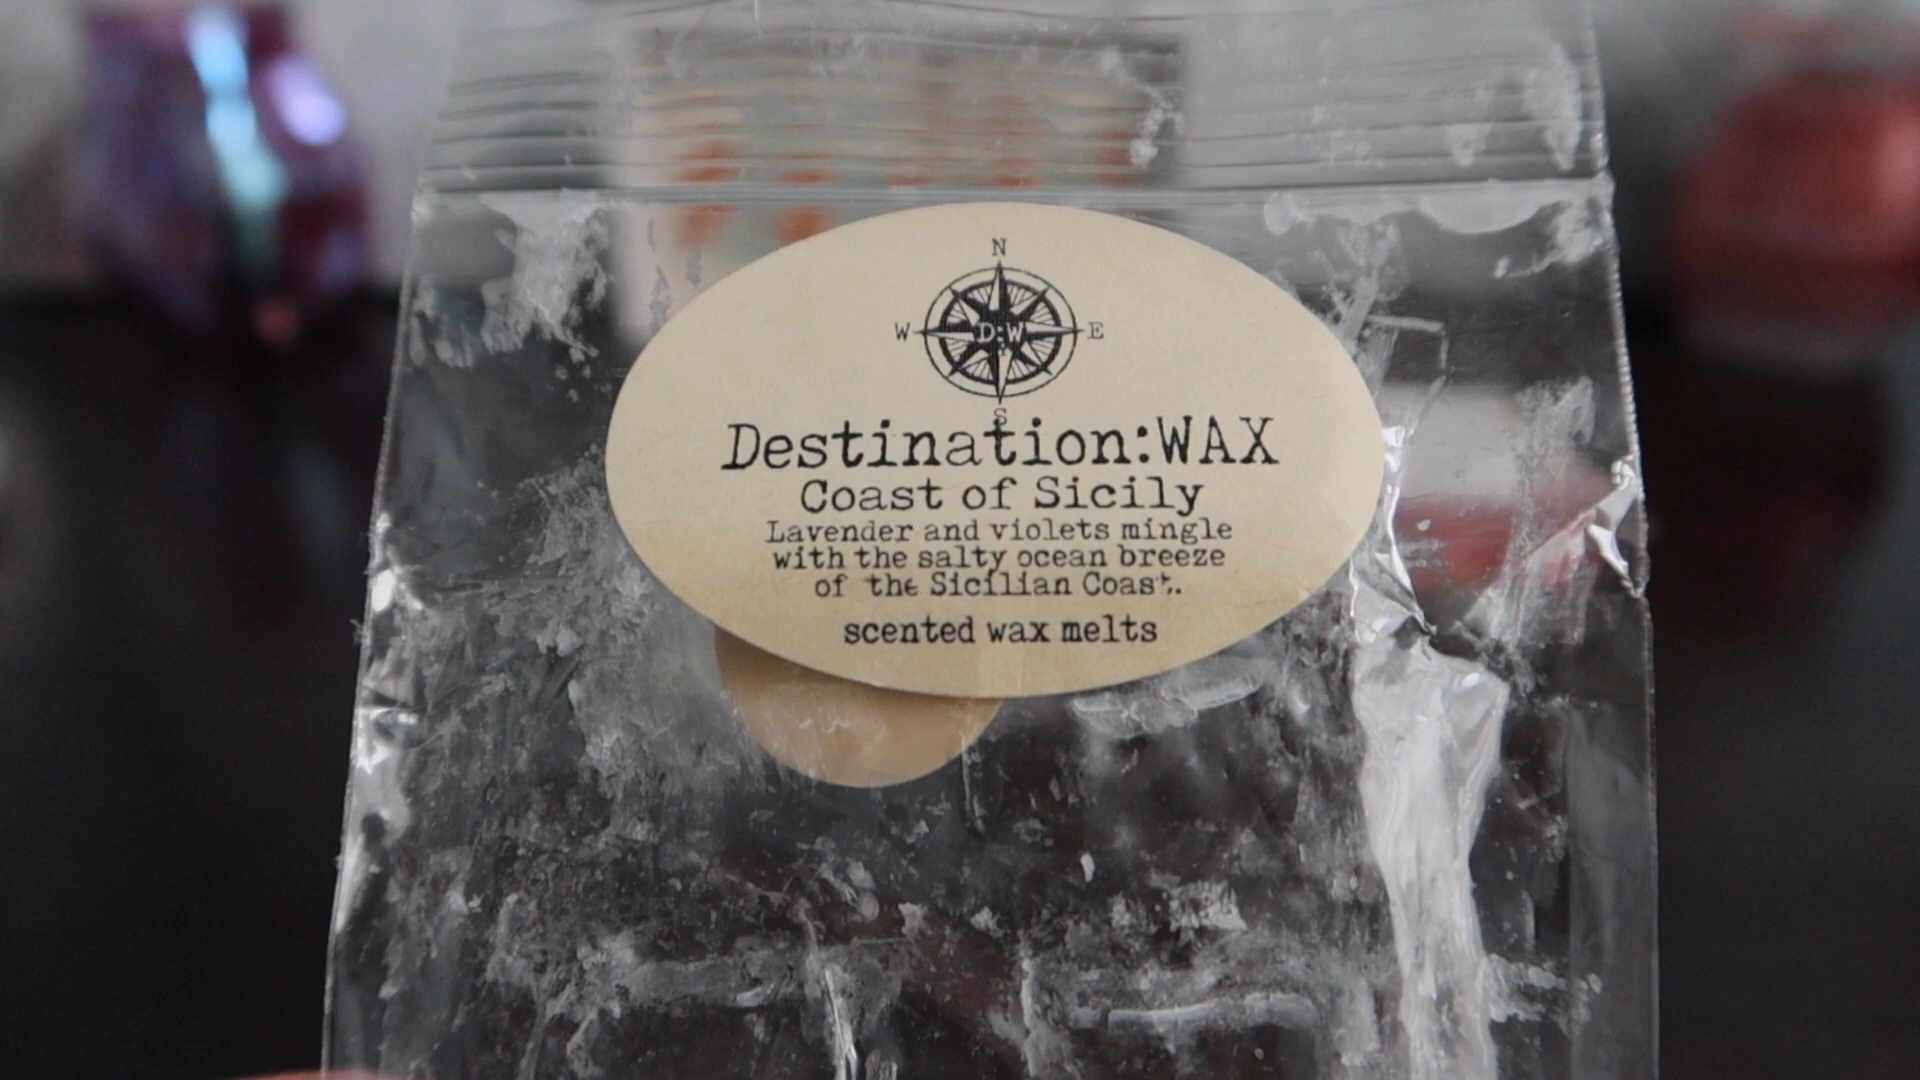 N
W D:W E
S
Destination:WAX
Coast of Sicily
Lavender and violets mingle
with the salty ocean breeze
of the Sicilian Coast.
scented wax melts